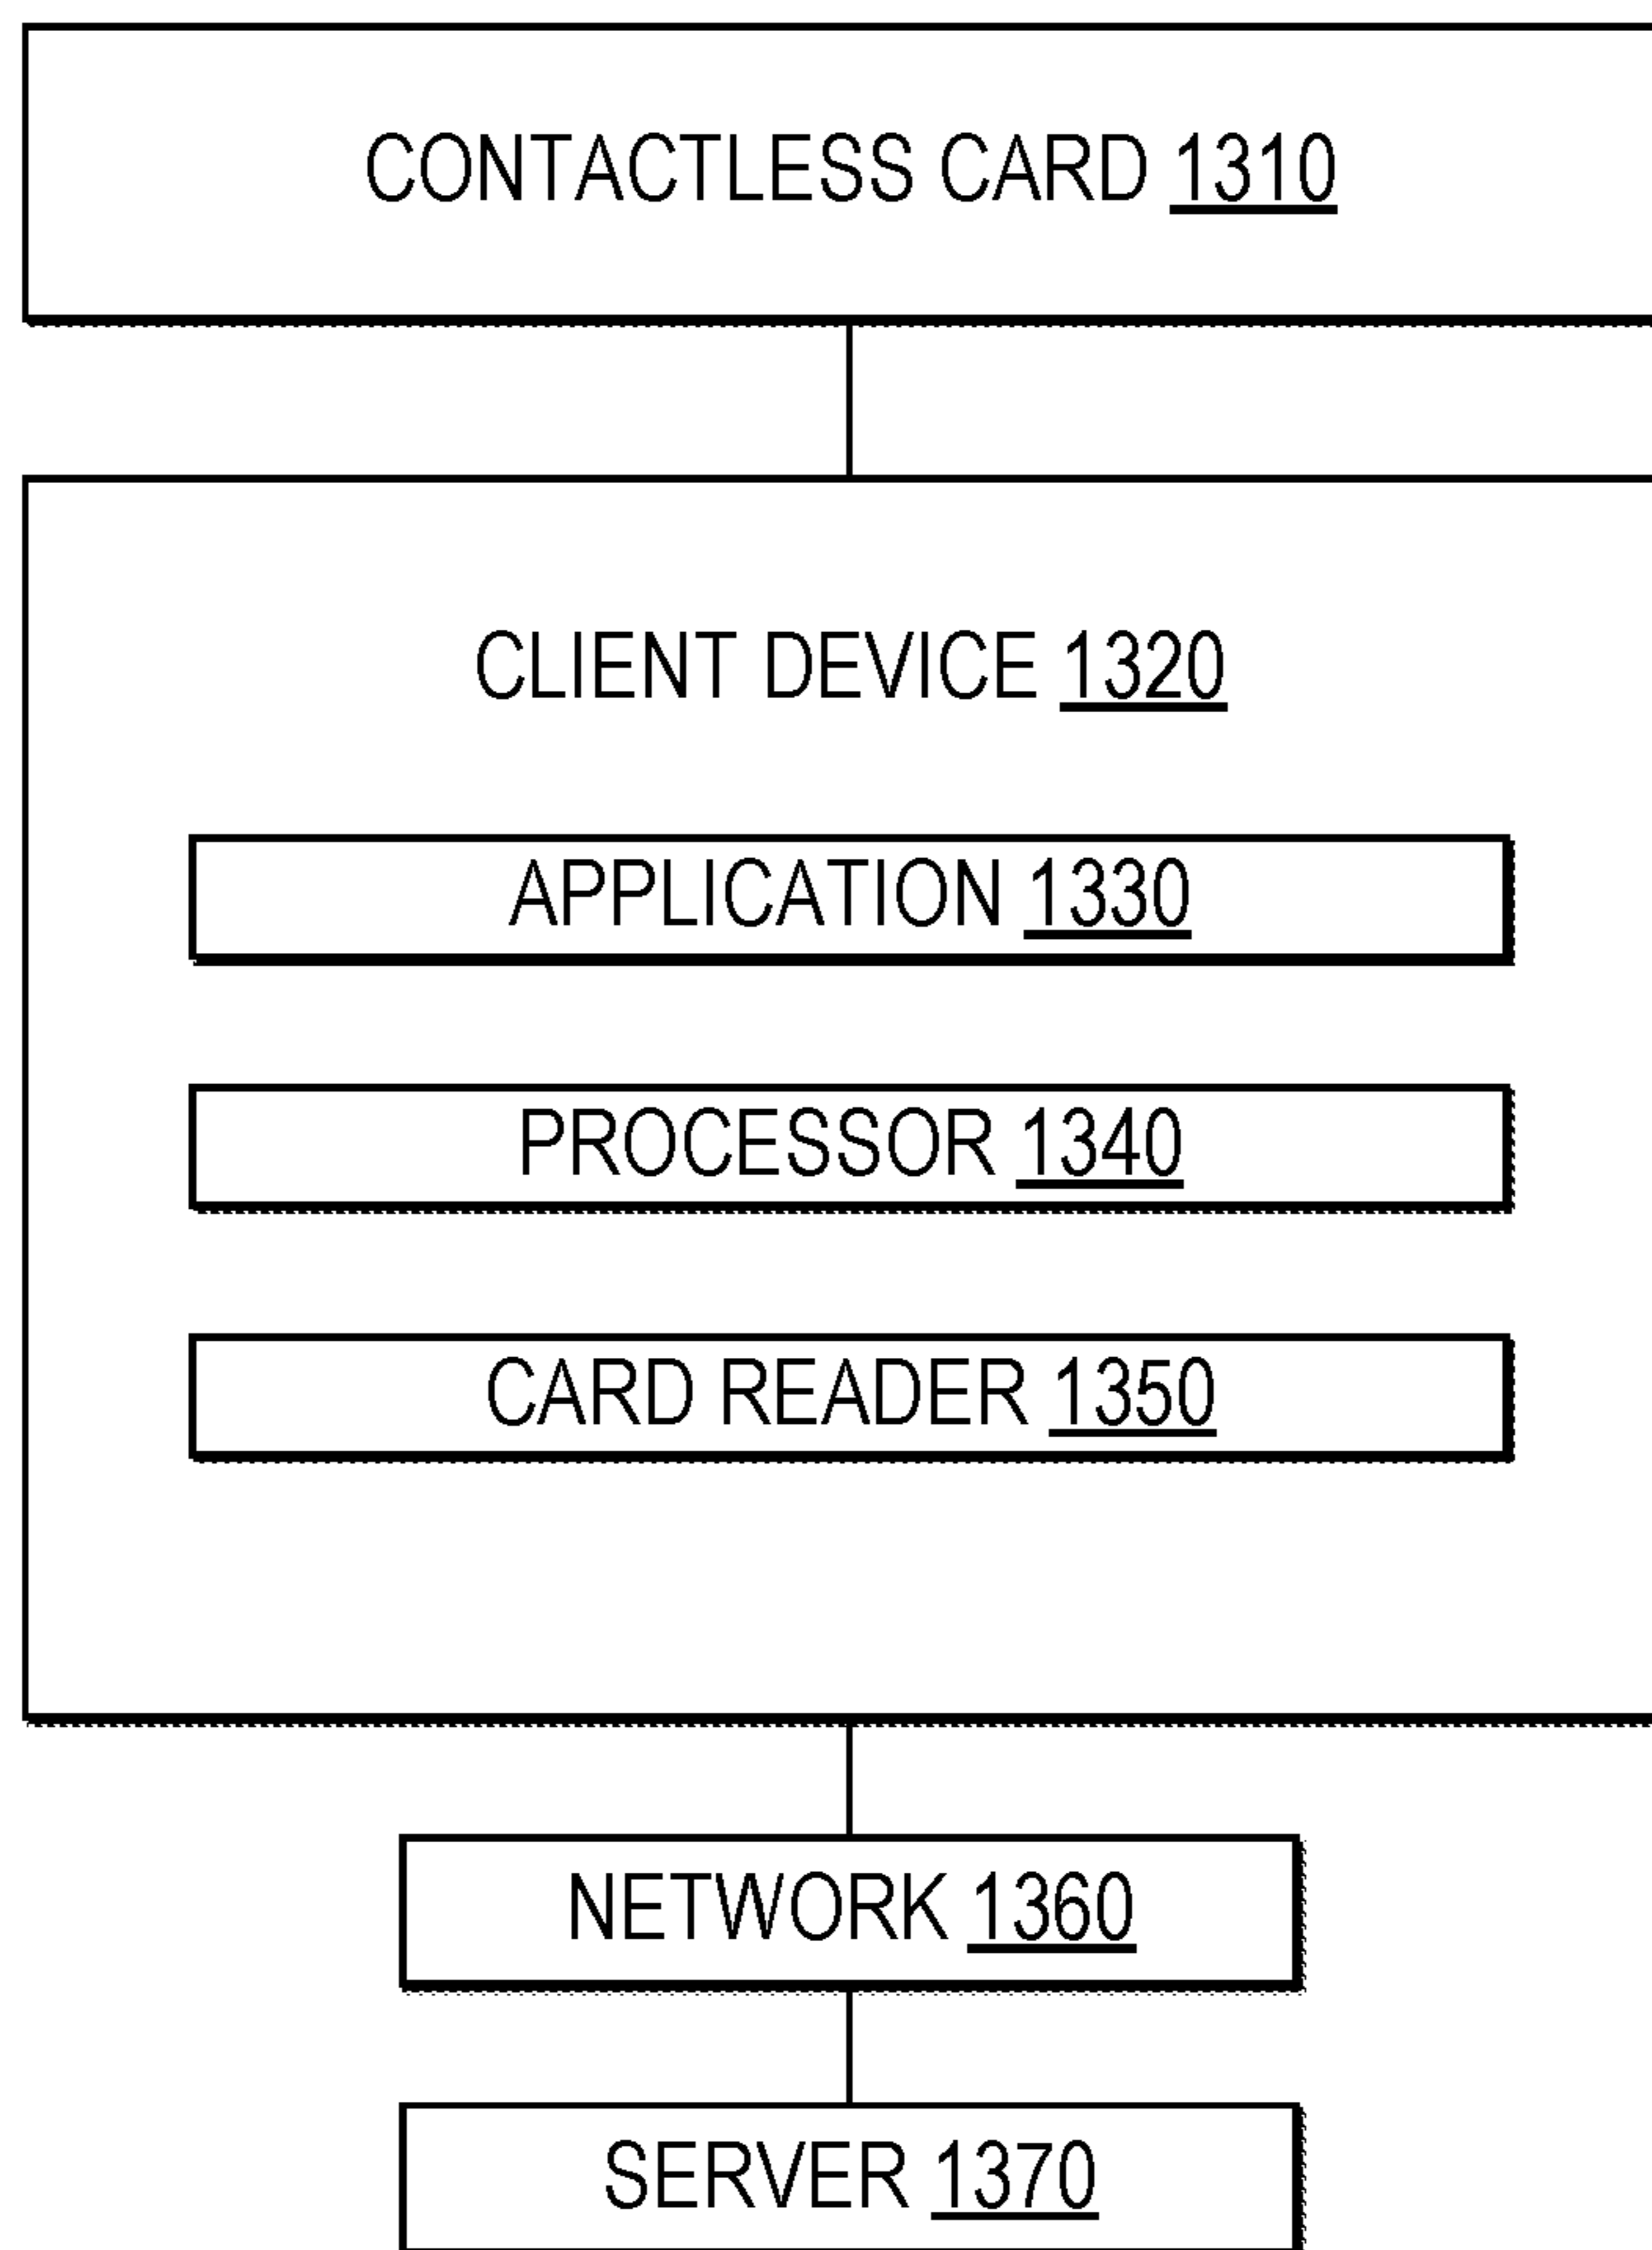 CONTACTLESS CARD 1310
CLIENT DEVICE 1320
APPLICATION 1330
PROCESSOR 1340
CARD READER 1350
NETWORK 1360
SERVER 1370